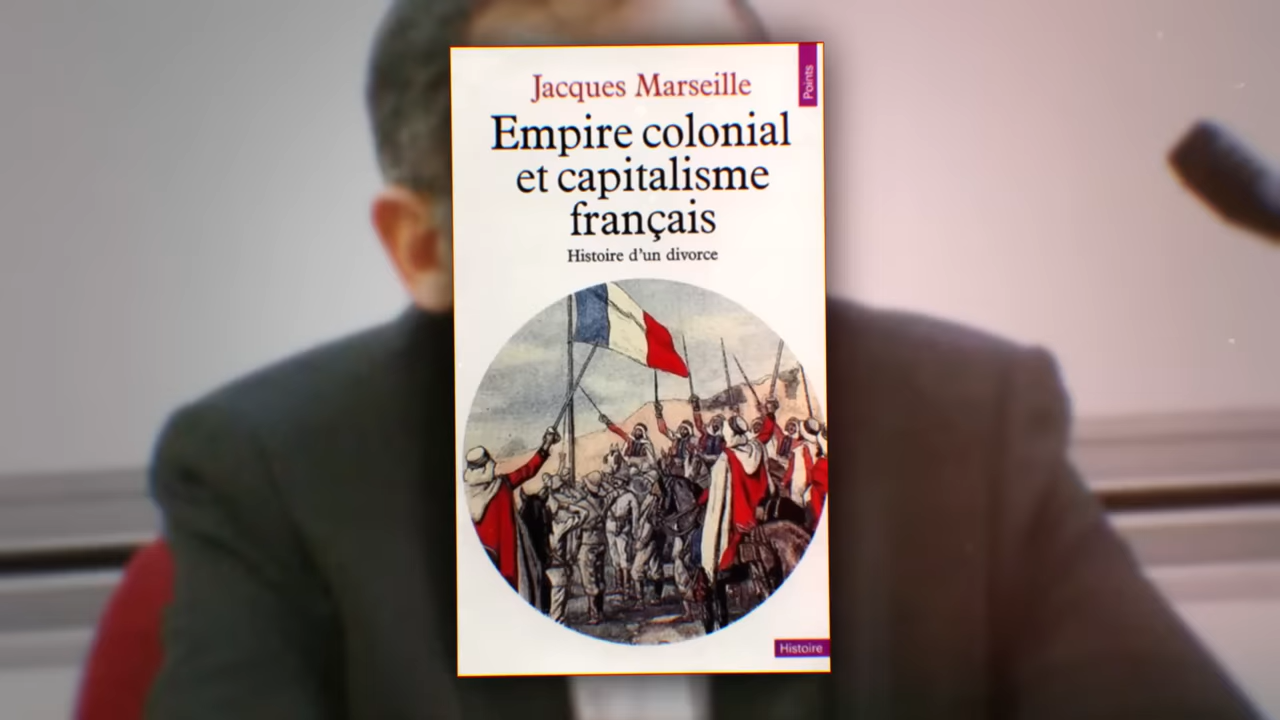 Points
Jacques Marseille
Empire colonial
et capitalisme
français
Histoire d'un divorce
Histoire